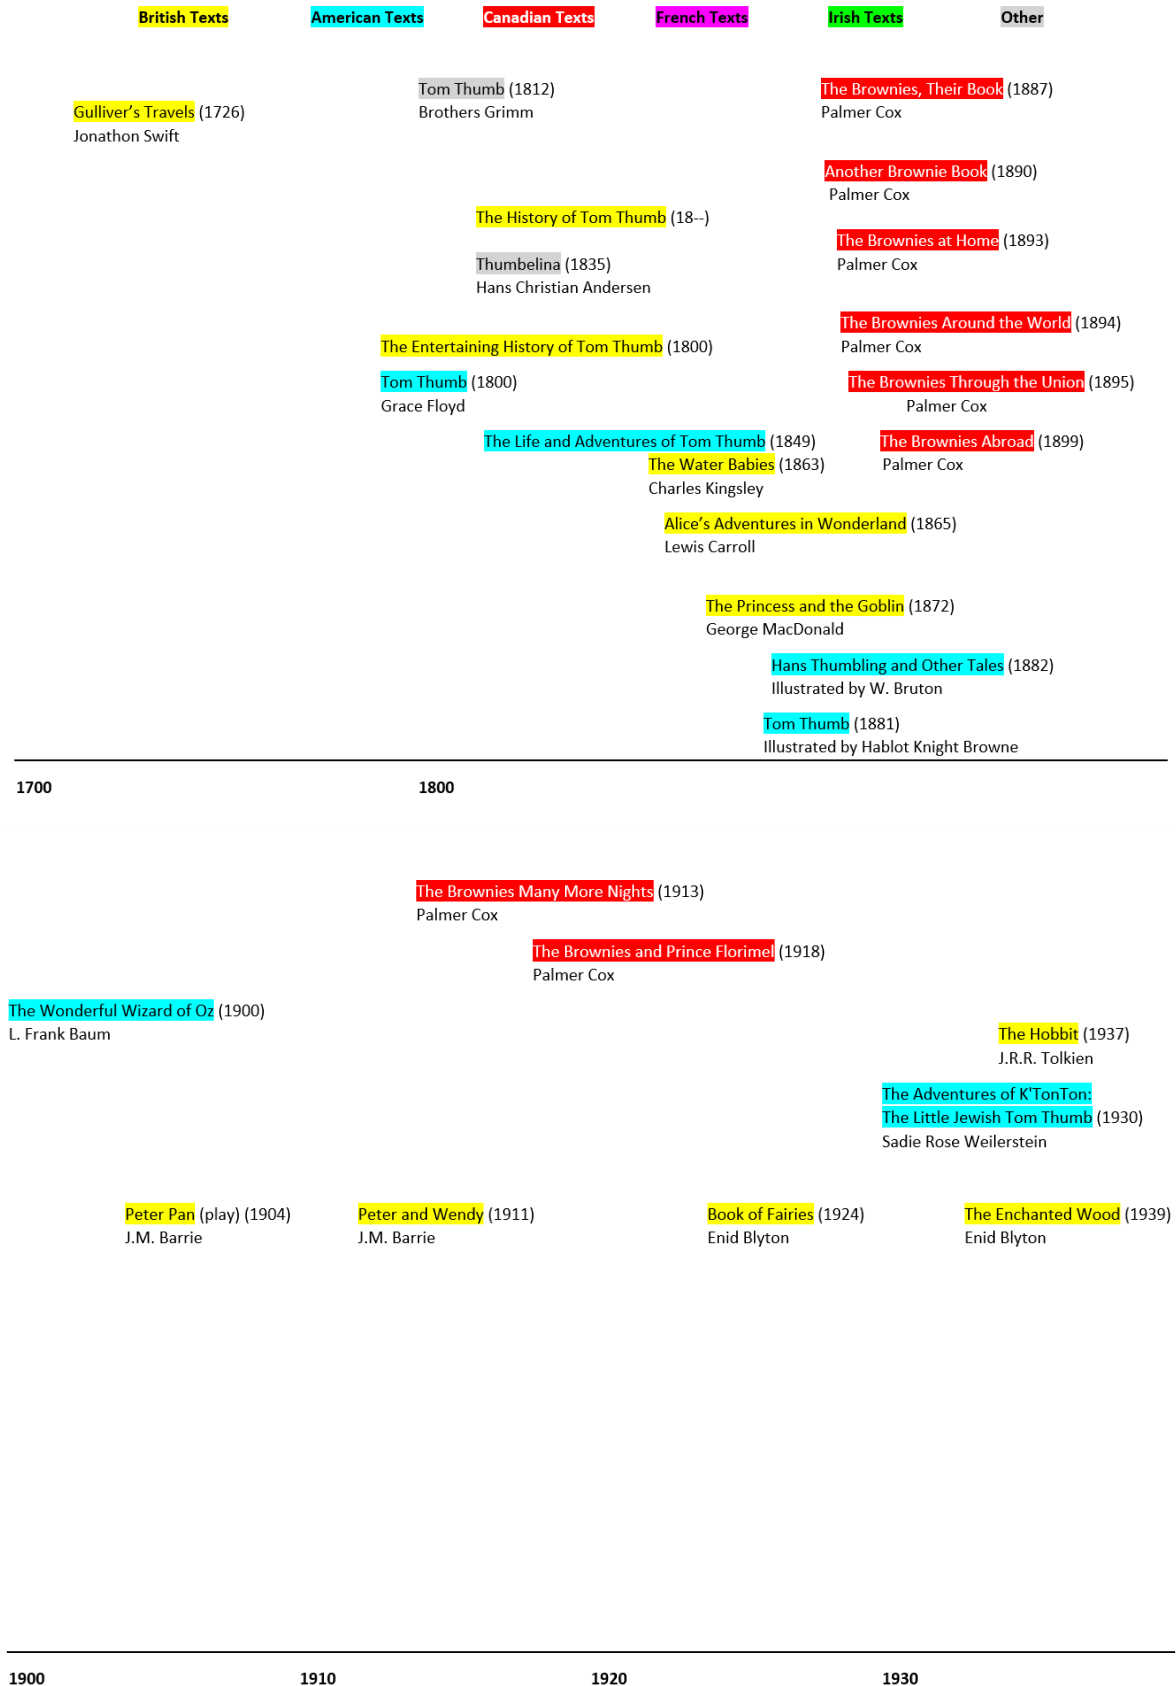 British Texts American Texts Canadian Texts French Texts Irish Texts Other
Tom Thumb (1812)
Brothers Grimm
The Brownies, Their Book (1887)
Palmer Cox
Gulliver’s Travels (1726)
Jonathon Swift
Another Brownie Book (1890)
Palmer Cox
The History of Tom Thumb (18--)
The Brownies at Home (1893)
Palmer Cox
Thumbelina (1835)
Hans Christian Andersen
The Brownies Around the World (1894)
Palmer Cox
The Entertaining History of Tom Thumb (1800)
Tom Thumb (1800)
Grace Floyd
The Brownies Through the Union (1895)
Palmer Cox
The Life and Adventures of Tom Thumb (1849)
The Brownies Abroad (1899)
Palmer Cox
The Water Babies (1863)
Charles Kingsley
Alice’s Adventures in Wonderland (1865)
Lewis Carroll
The Princess and the Goblin (1872)
George MacDonald
Hans Thumbling and Other Tales (1882)
Illustrated by W. Bruton
Tom Thumb (1881)
Illustrated by Hablot Knight Browne
1700 1800
The Brownies Many More Nights (1913)
Palmer Cox
The Brownies and Prince Florimel (1918)
Palmer Cox
The Wonderful Wizard of Oz (1900)
L. Frank Baum
The Hobbit (1937)
J.R.R. Tolkien
The Adventures of K'TonTon:
The Little Jewish Tom Thumb (1930)
Sadie Rose Weilerstein
Peter Pan (play) (1904)
J.M. Barrie
Peter and Wendy (1911)
J.M. Barrie
Book of Fairies (1924)
Enid Blyton
The Enchanted Wood (1939)
Enid Blyton
1900 1910 1920 1930